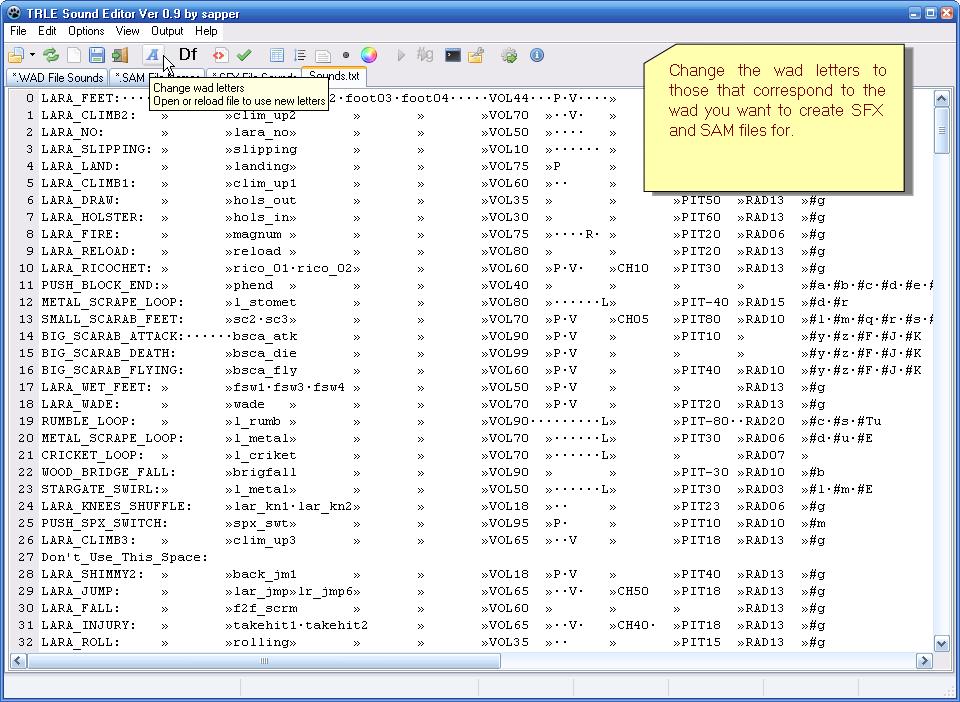 TRLE Sound Editor Ver 0.9 by sapper
File Edit Options View Output Help
A Df
*.WAD File Sounds *.SAM File Names *.SFX File Sounds Sounds.txt
Change wad letters
Open or reload file to use new letters
Change the wad letters to
those that correspond to the
wad you want to create SFX
and SAM files for.
0 LARA_FEET:···· 2·foot03·foot04·····VOL44···P·V····»
1 LARA_CLIMB2: » »clim_up2 » » »VOL70 »··V· »
2 LARA_NO: » »lara_no » » »VOL50 »·· »
3 LARA_SLIPPING: » »slipping » » »VOL10 »······ »
4 LARA_LAND: » »landing » » »VOL75 »P »
5 LARA_CLIMB1: » »clim_up1 » » »VOL60 »·· »
6 LARA_DRAW: » »hols_out » » »VOL35 » » »PIT50 »RAD13 »#g
7 LARA_HOLSTER: » »hols_in» » » »VOL30 » » »PIT60 »RAD13 »#g
8 LARA_FIRE: » »magnum » » » »VOL75 »····R· » »PIT20 »RAD06 »#g
9 LARA_RELOAD: » »reload » » » »VOL80 » » »PIT20 »RAD13 »#g
10 LARA_RICOCHET: » »rico_01·rico_02» » »VOL60 »P·V· »CH10 »PIT30 »RAD13 »#g
11 PUSH_BLOCK_END:» »phend » » » »VOL40 » » » » »#a·#b·#c·#d·#e·#
12 METAL_SCRAPE_LOOP: »l_stomet » » »VOL80 »······L» »PIT-40 »RAD15 »#d·#r
13 SMALL_SCARAB_FEET: »sc2·sc3» » » »VOL70 »P·V »CH05 »PIT80 »RAD10 »#l·#m·#q·#r·#s·#
14 BIG_SCARAB_ATTACK:······bsca_atk » » »VOL90 »P·V » »PIT10 » »#y·#z·#F·#J·#K
15 BIG_SCARAB_DEATH: »bsca_die » » »VOL99 »P·V » » » »#y·#z·#F·#J·#K
16 BIG_SCARAB_FLYING: »bsca_fly » » »VOL60 »P·V » »PIT40 »RAD10 »#y·#z·#F·#J·#K
17 LARA_WET_FEET: » »fsw1·fsw3·fsw4 » » »VOL50 »P·V » » »RAD13 »#g
18 LARA_WADE: » »wade » » » »VOL70 »P·V » »PIT20 »RAD13 »#g
19 RUMBLE_LOOP: » »l_rumb » » » »VOL90·········L» »PIT-80··RAD20 »#c·#s·#Tu
20 METAL_SCRAPE_LOOP: »l_metal» » » »VOL70 »······L» »PIT30 »RAD06 »#d·#u·#E
21 CRICKET_LOOP: » »l_criket » » »VOL70 »······L» » »RAD07 »
22 WOOD_BRIDGE_FALL: »brigfall » » »VOL90 » » »PIT-30 »RAD10 »#b
23 STARGATE_SWIRL:» »l_metal» » » »VOL50 »······L» »PIT30 »RAD03 »#l·#m·#E
24 LARA_KNEES_SHUFFLE: »lar_kn1·lar_kn2» » »VOL18 »·· » »PIT23 »RAD06 »#g
25 PUSH_SPX_SWITCH: »spx_swt» » » »VOL95 »P· » »PIT10 »RAD10 »#m
26 LARA_CLIMB3: » »clim_up3 » » »VOL65 »··V » »PIT18 »RAD13 »#g
27 Don't_Use_This_Space:
28 LARA_SHIMMY2: » »back_jm1 » » »VOL18 »P·V » »PIT40 »RAD13 »#g
29 LARA_JUMP: » »lar_jmp»lr_jmp6» » »VOL65 »··V· »CH50 »PIT18 »RAD13 »#g
30 LARA_FALL: » »f2f_scrm » » »VOL60 » » » »RAD13 »#g
31 LARA_INJURY: » »takehit1·takehit2 » »VOL65 »··V· »CH40· »PIT18 »RAD13 »#g
32 LARA_ROLL: » »rolling» » » »VOL35 »·· » »PIT15 »RAD13 »#g